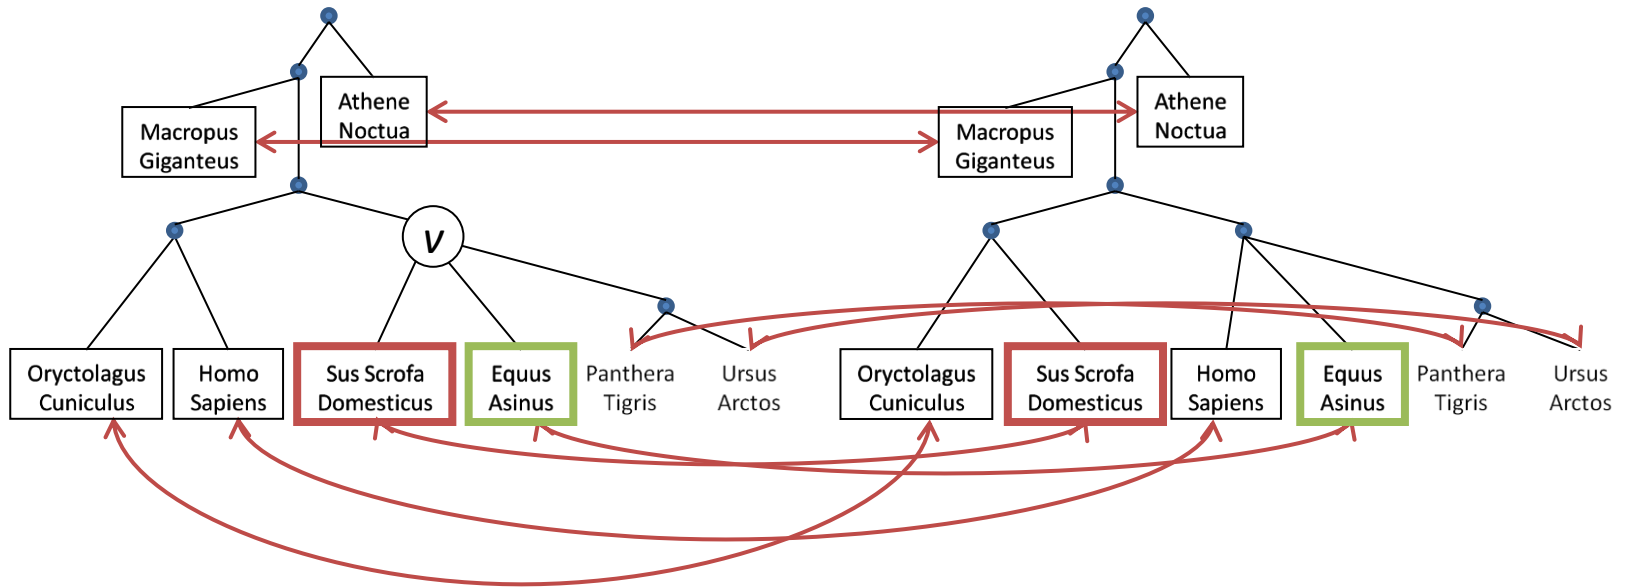 Athene
Noctua
Macropus
Giganteus
v
Oryctolagus
Cuniculus
Homo
Sapiens
Sus Scrofa
Domesticus
Equus
Asinus
Panthera
Tigris
Ursus
Arctos
Athene
Noctua
Macropus
Giganteus
Oryctolagus
Cuniculus
Sus Scrofa
Domesticus
Homo
Sapiens
Equus
Asinus
Panthera
Tigris
Ursus
Arctos